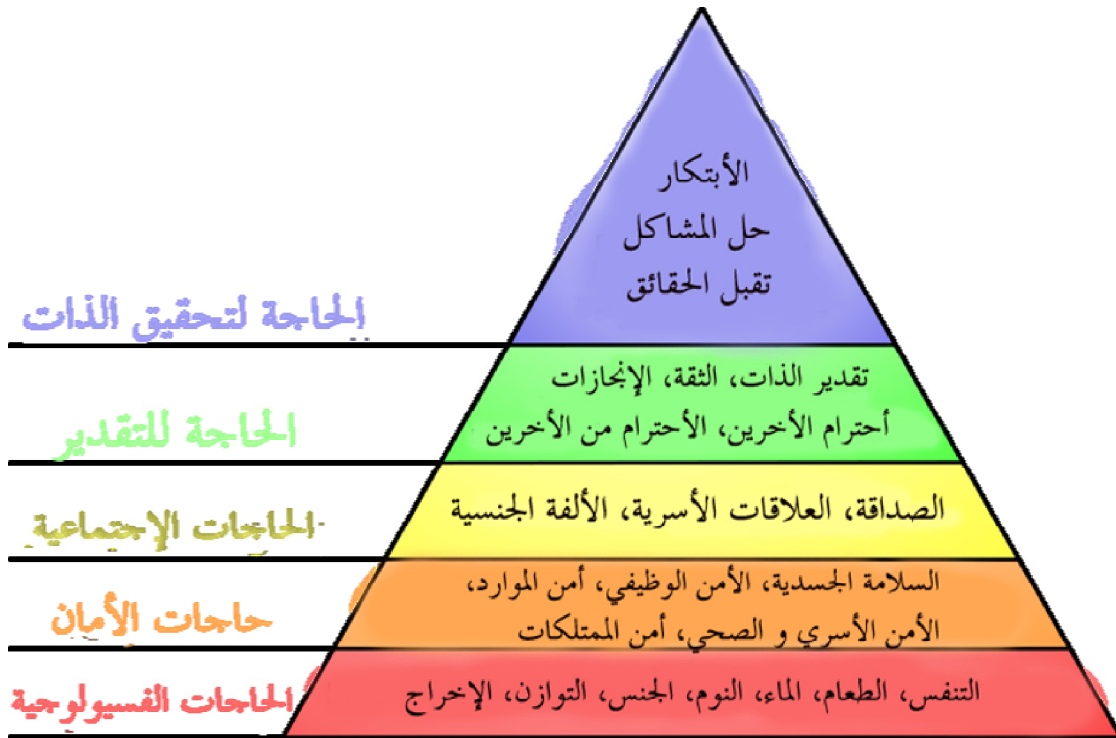 الأبتكار
حل المشاكل
تقبل الحقائق
الحاجة لتحقيق الذات
تقدير الذات، الثقة، الإنجازات
أحترام الأخرين، الأحترام من الأخرين
الحاجة للتقدير
الصداقة، العلاقات الأسرية، الألفة الجنسية
الحاجات الإجتماعية
السلامة الجسدية، الأمن الوظيفي، أمن الموارد،
الأمن الأسري و الصحي، أمن الممتلكات
حاجات الأمان
التنفس، الطعام، الماء، النوم، الجنس، التوازن، الإخراج
الحاجات الفسيولوجية